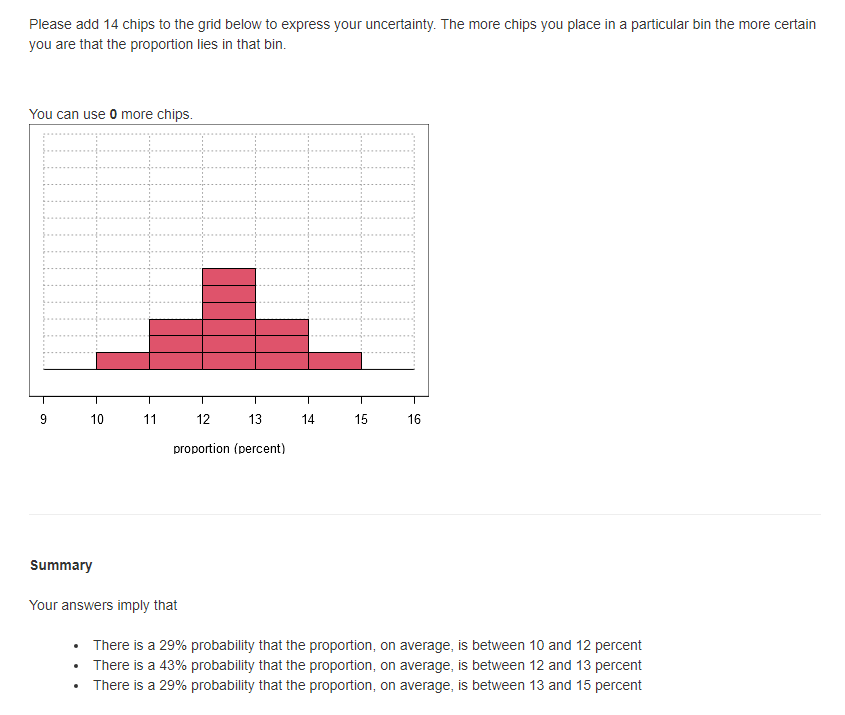 Please add 14 chips to the grid below to express your uncertainty. The more chips you place in a particular bin the more certain
you are that the proportion lies in that bin.
You can use 0 more chips.
9 10 11 12 13 14 15 16
proportion (percent)
Summary
Your answers imply that
• There is a 29% probability that the proportion, on average, is between 10 and 12 percent
• There is a 43% probability that the proportion, on average, is between 12 and 13 percent
• There is a 29% probability that the proportion, on average, is between 13 and 15 percent